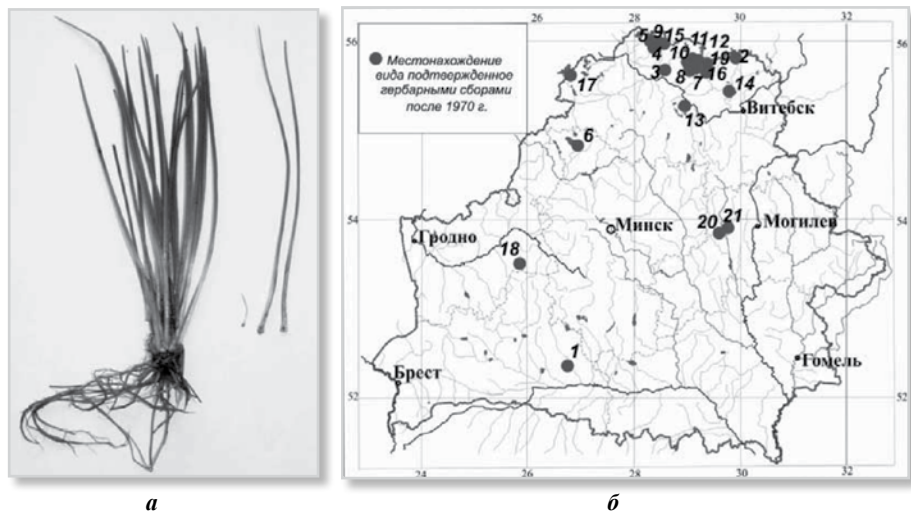 Местонахождение
вида подтвержденное
гербарными сборами
после 1970 г.
26 28 30 32
56
5 9 15 11 12
4 10 19 2
3 8 7 16 14
17
13
Витебск
6
54
20 21 Могилев
Минск
Гродно
18
1
Гомель
Брест
52
52
24 26 28 30 32
а
б